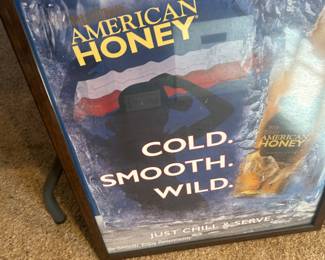 AMERICAN
HONEY
COLD.
SMOOTH.
WILD.
AMERICAN
HONEY
JUST CHILL & SERVE